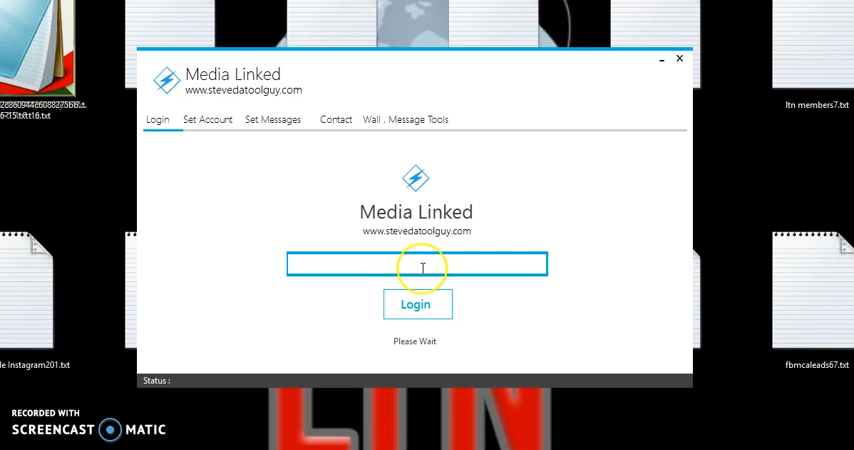 Media Linked
www.stevedatoolguy.com
Login Set Account Set Messages Contact Wall , Message Tools
Media Linked
www.stevedatoolguy.com
Login
Please Wait
Status :
ltn members7.txt
Instagram201.txt
fbmcaleads67.txt
RECORDED WITH
SCREENCAST MATIC
LTN